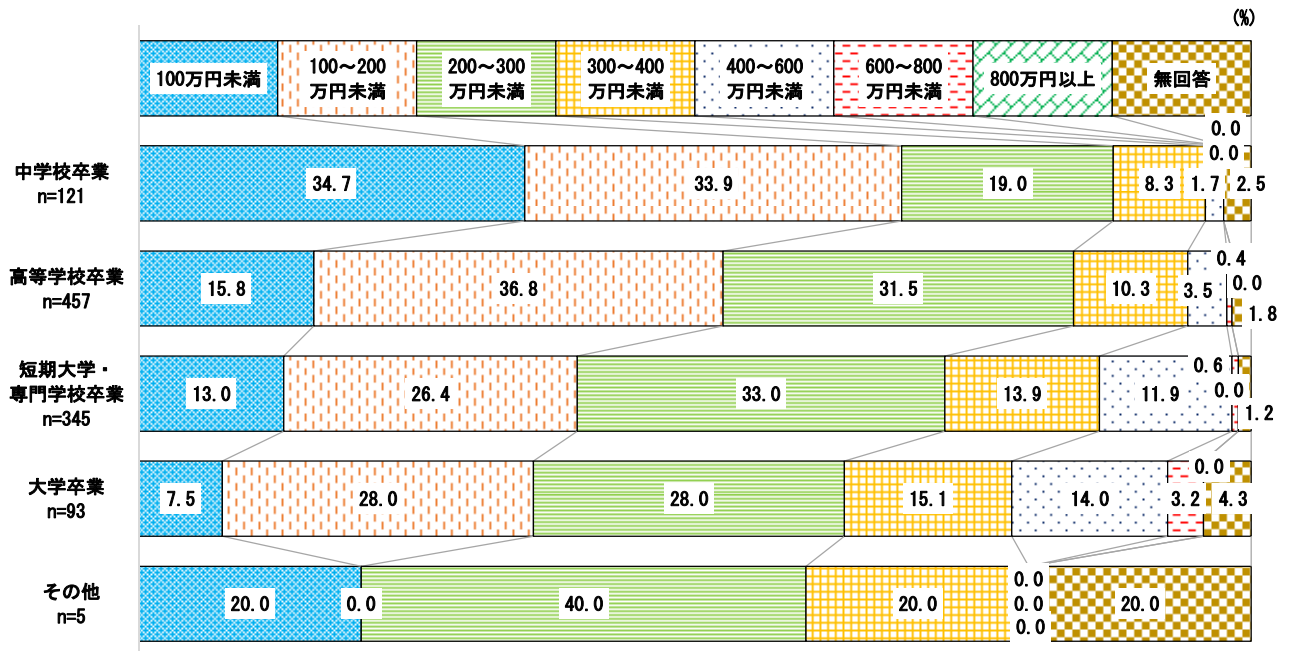 (%)
100万円未満
100～200
万円未満
200～300
万円未満
300～400
万円未満
400～600
万円未満
600～800
万円未満
800万円以上
無回答
中学校卒業
n=121
34.7
33.9
19.0
8.3
1.7
0.0
0.0
2.5
高等学校卒業
n=457
15.8
36.8
31.5
10.3
3.5
0.4
0.0
1.8
短期大学・
専門学校卒業
n=345
13.0
26.4
33.0
13.9
11.9
0.6
0.0
1.2
大学卒業
n=93
7.5
28.0
28.0
15.1
14.0
3.2
0.0
4.3
その他
n=5
20.0
0.0
40.0
20.0
0.0
0.0
0.0
20.0